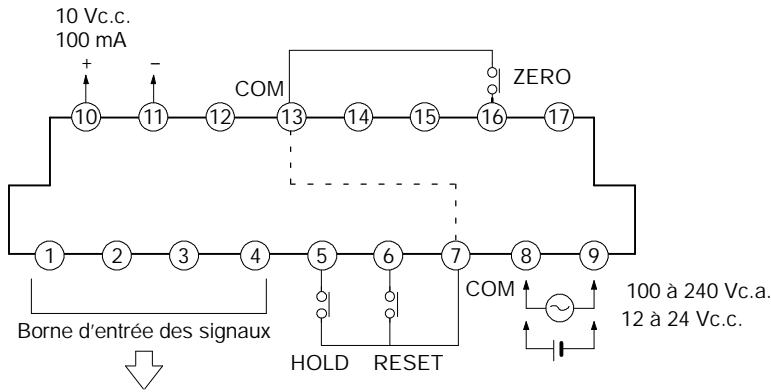 10 Vc.c.
100 mA
+ −
COM
ZERO
10 11 12 13 14 15 16 17
1 2 3 4 5 6 7 8 9
COM
Borne d'entrée des signaux
HOLD RESET
100 à 240 Vc.a.
12 à 24 Vc.c.